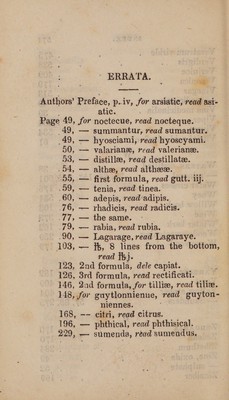 ERRATA.
Authors' Preface, p. iv, for arsiatic, read asi-
atic.
Page 49, for noctecue, read nocteque.
49, — summantur, read sumantur.
49, — hyosciami, read hyoscyami.
50, — valarianæ, read valerianæ.
53, — distillæ, read destillatæ.
54, — althæ, read althææ.
55, — first formula, read gutt. iij.
59, — tenia, read tinea.
60, — adepis, read adipis.
76, — rhadicis, read radicis.
77, — the same.
79, — rabia, read rubia.
90, — Lagarage, read Lagaraye.
103, — ℔, 8 lines from the bottom,
read ℔j.
123, 2nd formula, dele capiat.
126, 3rd formula, read rectificati.
146, 2nd formula, for tilliæ, read tiliæ.
148, for gnytlonnienue, read guyton-
niennes.
168, -- citri, read citrus.
196, — phthical, read phthisical.
229, — sumenda, read sumendus.